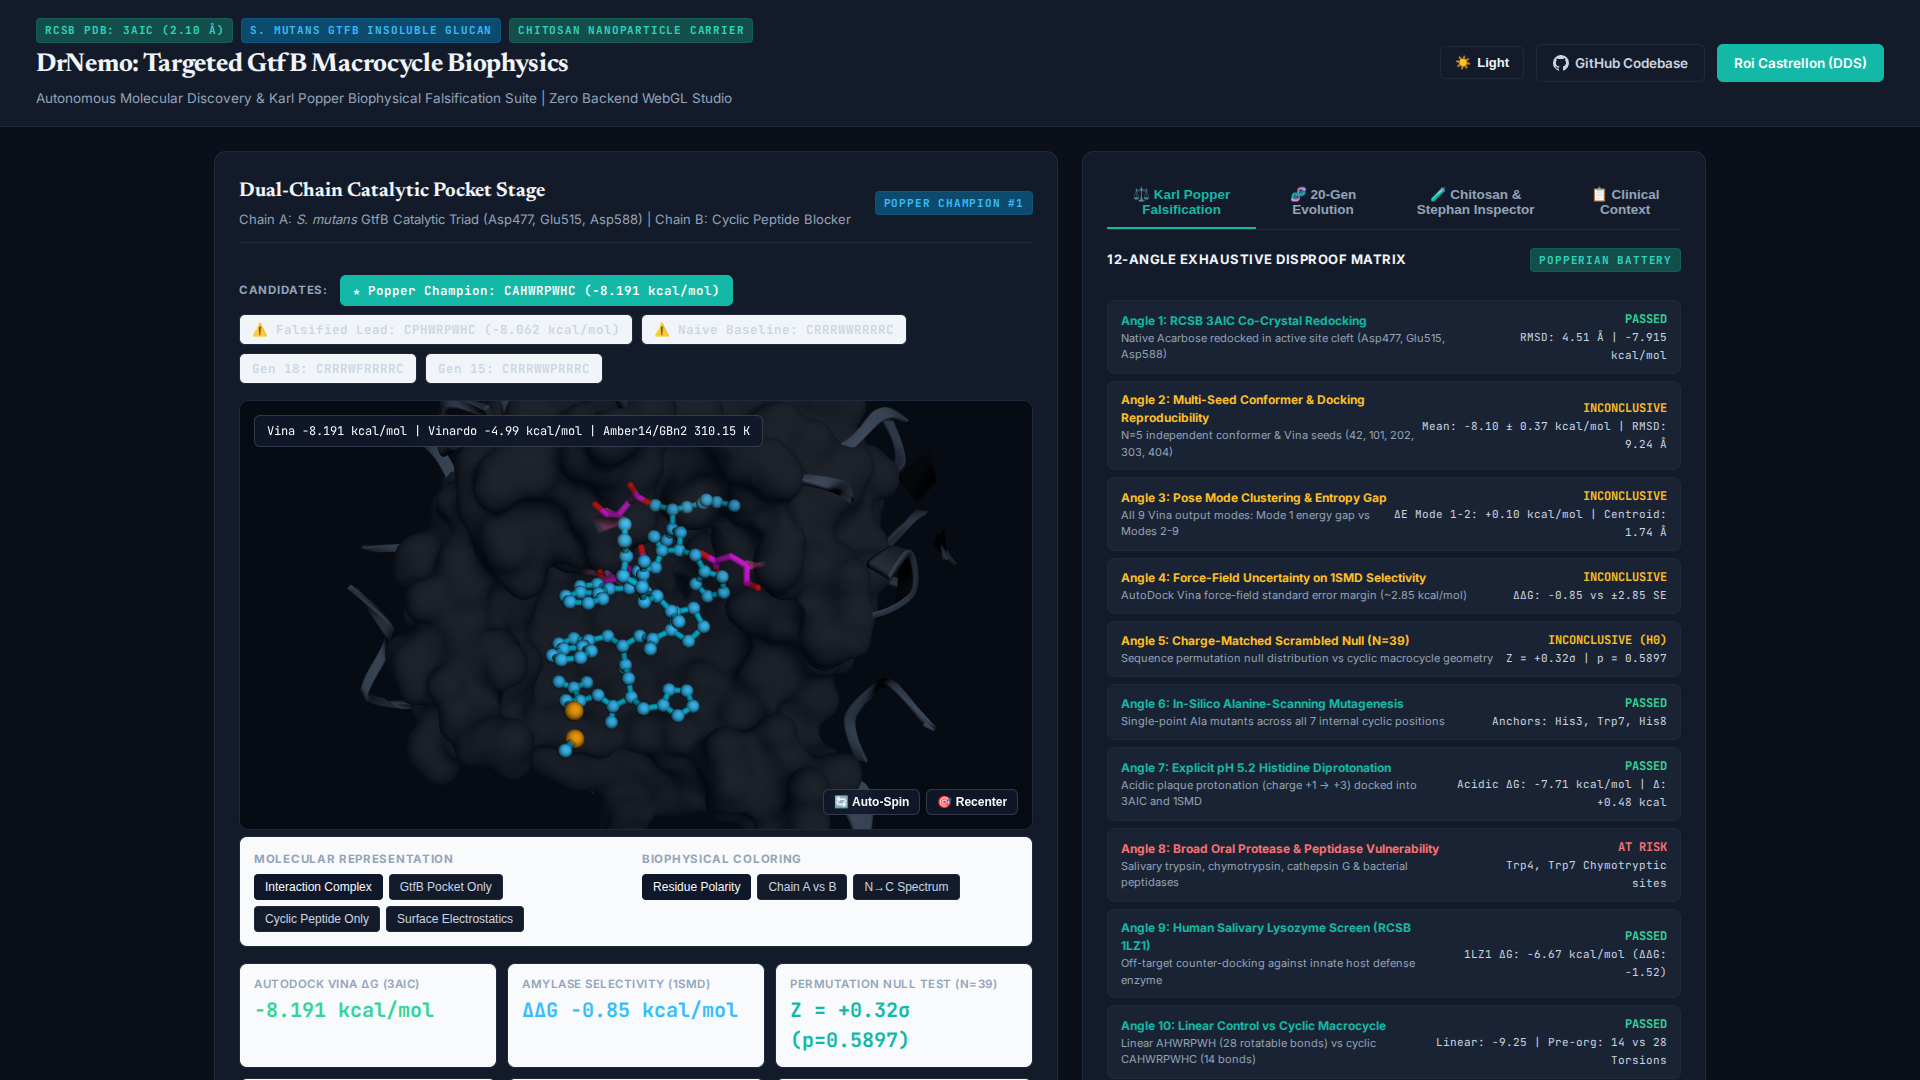 RCSB PDB: 3AIC (2.10 Å)
S. MUTANS GTFB INSOLUBLE GLUCAN
CHITOSAN NANOPARTICLE CARRIER
DrNemo: Targeted GtfB Macrocycle Biophysics
Autonomous Molecular Discovery & Karl Popper Biophysical Falsification Suite | Zero Backend WebGL Studio
☀️ Light
GitHub Codebase
Roi Castrellon (DDS)
Dual-Chain Catalytic Pocket Stage
Chain A: S. mutans GtfB Catalytic Triad (Asp477, Glu515, Asp588) | Chain B: Cyclic Peptide Blocker
POPPER CHAMPION #1
CANDIDATES:
★ Popper Champion: CAHWRPWHC (-8.191 kcal/mol)
⚠️ Falsified Lead: CPHWRPWHC (-8.062 kcal/mol)
⚠️ Naive Baseline: CRRRWWRRRRC
Gen 18: CRRRWFRRRRC
Gen 15: CRRRWWPRRRC
Vina -8.191 kcal/mol | Vinardo -4.99 kcal/mol | Amber14/GBn2 310.15 K
🔄 Auto-Spin
🎯 Recenter
MOLECULAR REPRESENTATION
Interaction Complex
GtfB Pocket Only
Cyclic Peptide Only
Surface Electrostatics
BIOPHYSICAL COLORING
Residue Polarity
Chain A vs B
N→C Spectrum
AUTODOCK VINA ΔG (3AIC)
-8.191 kcal/mol
AMYLASE SELECTIVITY (1SMD)
ΔΔG -0.85 kcal/mol
PERMUTATION NULL TEST (N=39)
Z = +0.32σ
(p=0.5897)
⚖️ Karl Popper
Falsification
🧬 20-Gen
Evolution
🧪 Chitosan &
Stephan Inspector
📋 Clinical
Context
12-ANGLE EXHAUSTIVE DISPROOF MATRIX
POPPERIAN BATTERY
Angle 1: RCSB 3AIC Co-Crystal Redocking
Native Acarbose redocked in active site cleft (Asp477, Glu515,
Asp588)
PASSED
RMSD: 4.51 Å | -7.915
kcal/mol
Angle 2: Multi-Seed Conformer & Docking
Reproducibility
N=5 independent conformer & Vina seeds (42, 101, 202,
303, 404)
INCONCLUSIVE
Mean: -8.10 ± 0.37 kcal/mol | RMSD:
9.24 Å
Angle 3: Pose Mode Clustering & Entropy Gap
All 9 Vina output modes: Mode 1 energy gap vs
Modes 2-9
INCONCLUSIVE
ΔE Mode 1-2: +0.10 kcal/mol | Centroid:
1.74 Å
Angle 4: Force-Field Uncertainty on 1SMD Selectivity
AutoDock Vina force-field standard error margin (~2.85 kcal/mol)
INCONCLUSIVE
ΔΔG: -0.85 vs ±2.85 SE
Angle 5: Charge-Matched Scrambled Null (N=39)
Sequence permutation null distribution vs cyclic macrocycle geometry
INCONCLUSIVE (H0)
Z = +0.32σ | p = 0.5897
Angle 6: In-Silico Alanine-Scanning Mutagenesis
Single-point Ala mutants across all 7 internal cyclic positions
PASSED
Anchors: His3, Trp7, His8
Angle 7: Explicit pH 5.2 Histidine Diprotonation
Acidic plaque protonation (charge +1 → +3) docked into
3AIC and 1SMD
PASSED
Acidic ΔG: -7.71 kcal/mol | Δ:
+0.48 kcal
Angle 8: Broad Oral Protease & Peptidase Vulnerability
Salivary trypsin, chymotrypsin, cathepsin G & bacterial
peptidases
AT RISK
Trp4, Trp7 Chymotryptic
sites
Angle 9: Human Salivary Lysozyme Screen (RCSB
1LZ1)
Off-target counter-docking against innate host defense
enzyme
PASSED
1LZ1 ΔG: -6.67 kcal/mol (ΔΔG:
-1.52)
Angle 10: Linear Control vs Cyclic Macrocycle
Linear AHWRPWH (28 rotatable bonds) vs cyclic
CAHWRPWHC (14 bonds)
PASSED
Linear: -9.25 | Pre-org: 14 vs 28
Torsions